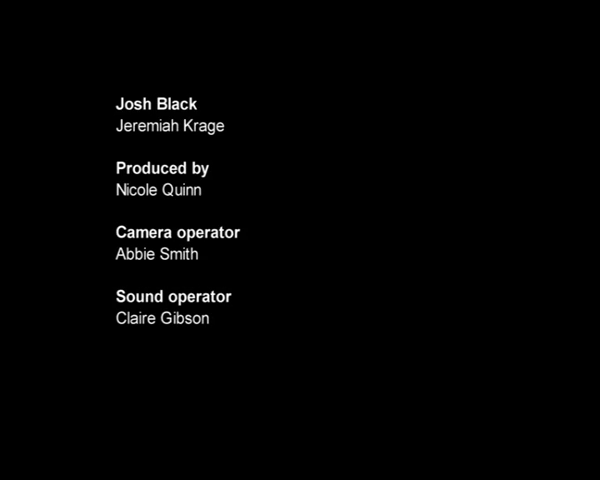 Josh Black
Jeremiah Krage
Produced by
Nicole Quinn
Camera operator
Abbie Smith
Sound operator
Claire Gibson